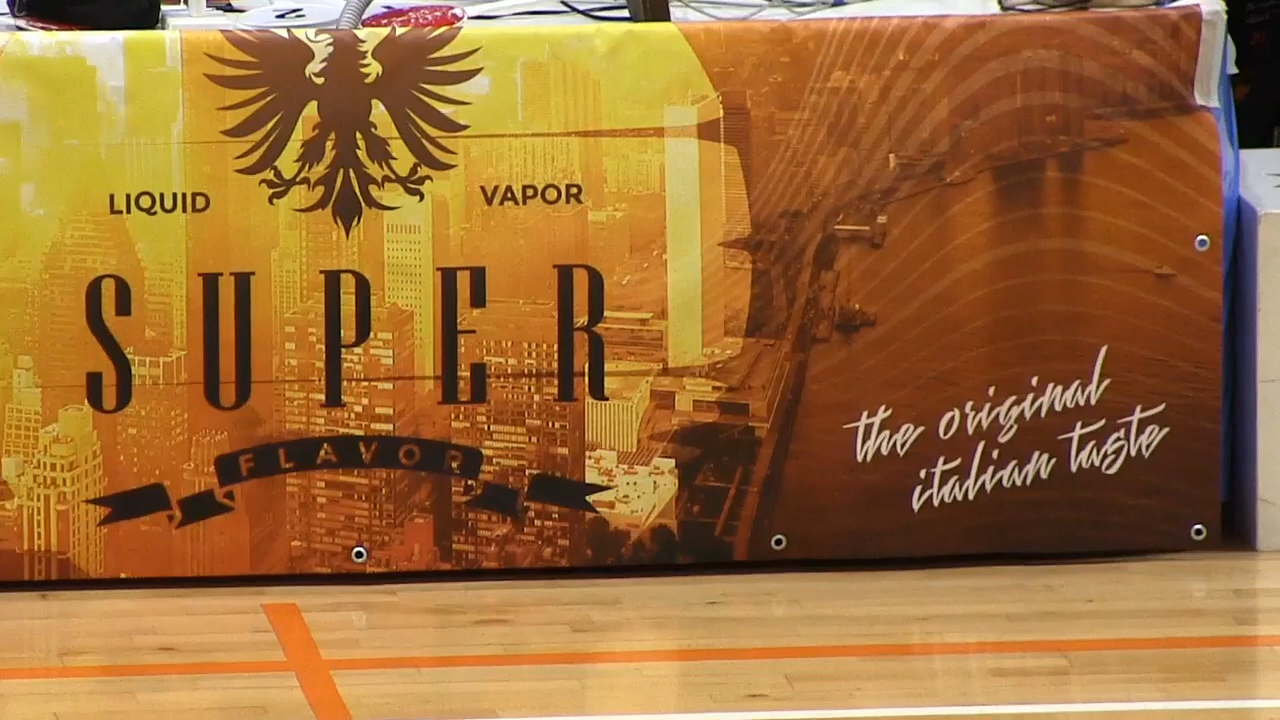 LIQUID VAPOR
SUPER
FLAVOR
the original
italian taste